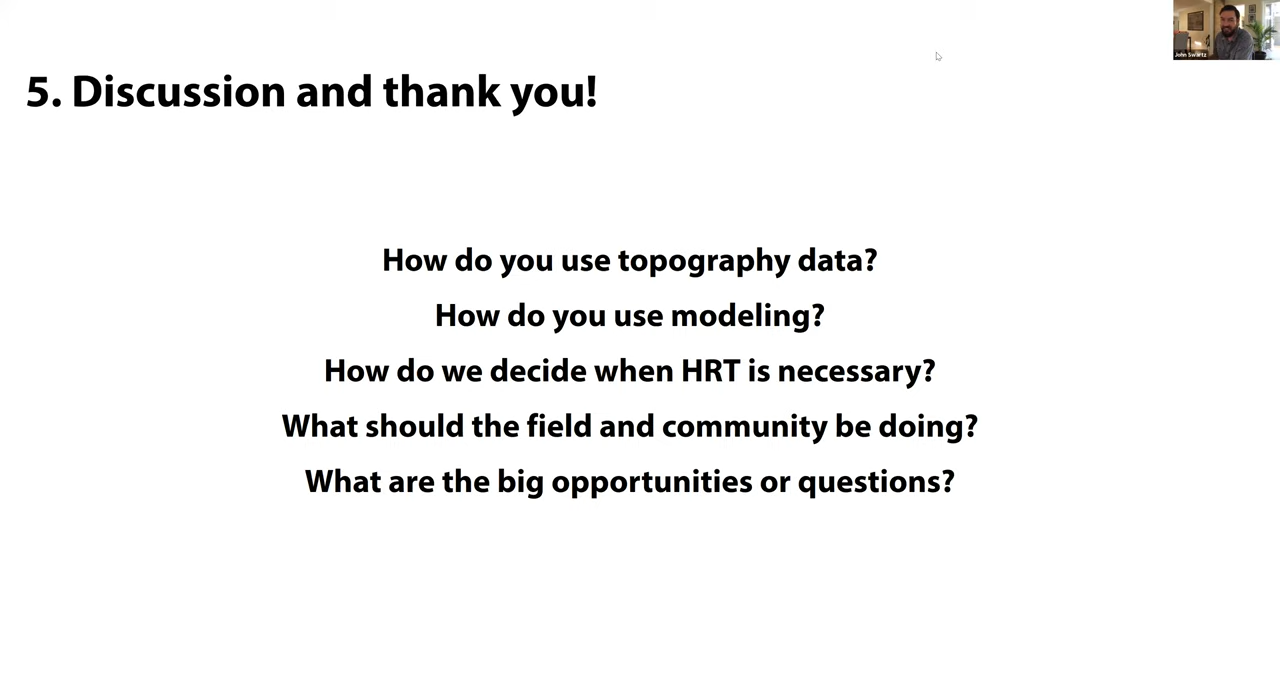 John Swartz
5. Discussion and thank you!
How do you use topography data?
How do you use modeling?
How do we decide when HRT is necessary?
What should the field and community be doing?
What are the big opportunities or questions?